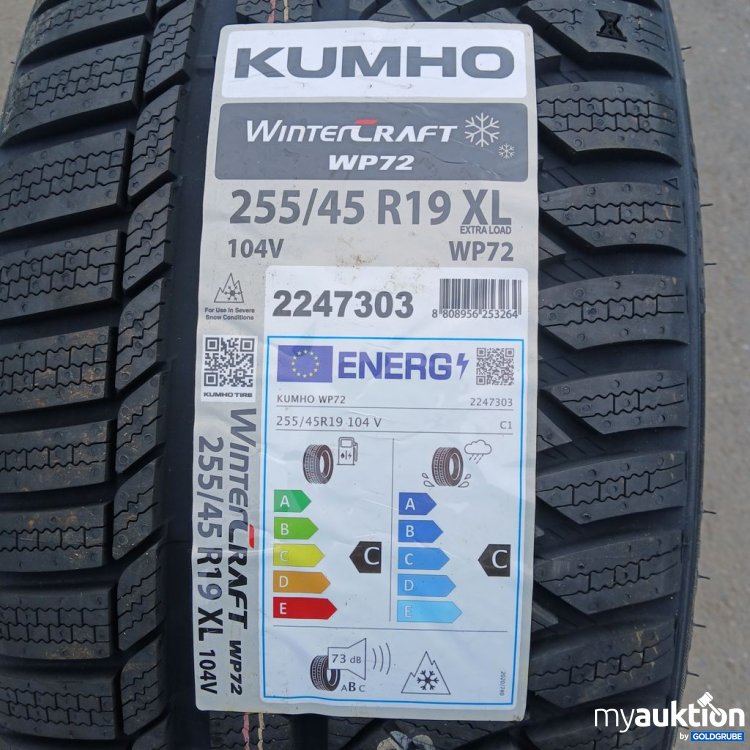 KUMHO
WINTERCRAFT
WP72
255/45 R19 XL
EXTRA LOAD
104V WP72
For Use in Severe
Snow Conditions
2247303
8 808956 253264
KUMHO TIRE
ENERG
KUMHO WP72 2247303
255/45R19 104 V C1
A
B
C
D
E
C
A
B
C
D
E
C
73 dB
ABC
2020/740
WINTERCRAFT WP72
255/45 R19 XL 104V
myauktion
by GOLDGRUBE